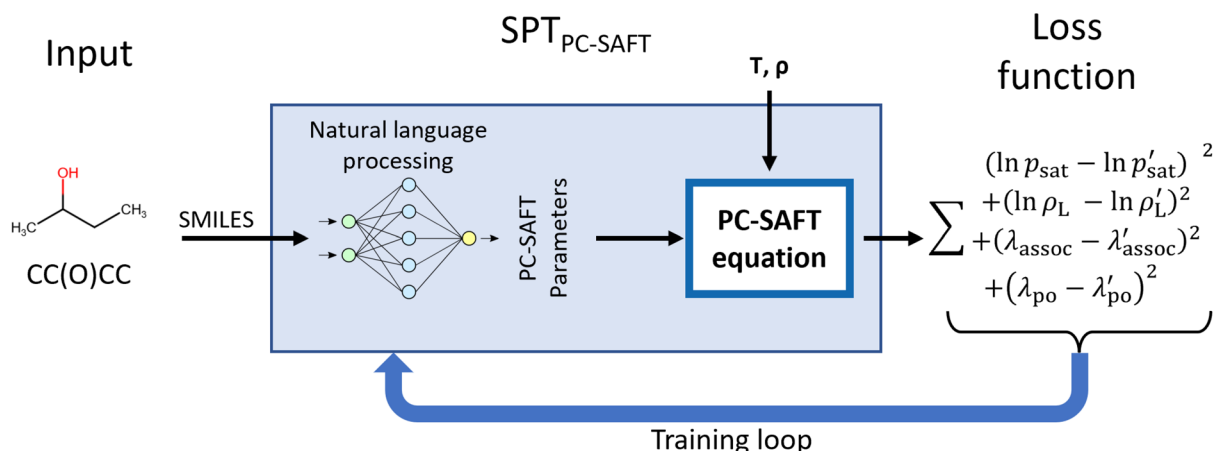 Input
SPT_PC-SAFT
Loss
function
T, ρ
Natural language
processing
OH
H₃C
CH₃
CC(O)CC
SMILES
PC-SAFT
Parameters
PC-SAFT
equation
∑
(ln p_sat − ln p′_sat)²
+(ln ρ_L − ln ρ′_L)²
+(λ_assoc − λ′_assoc)²
+(λ_po − λ′_po)²
Training loop